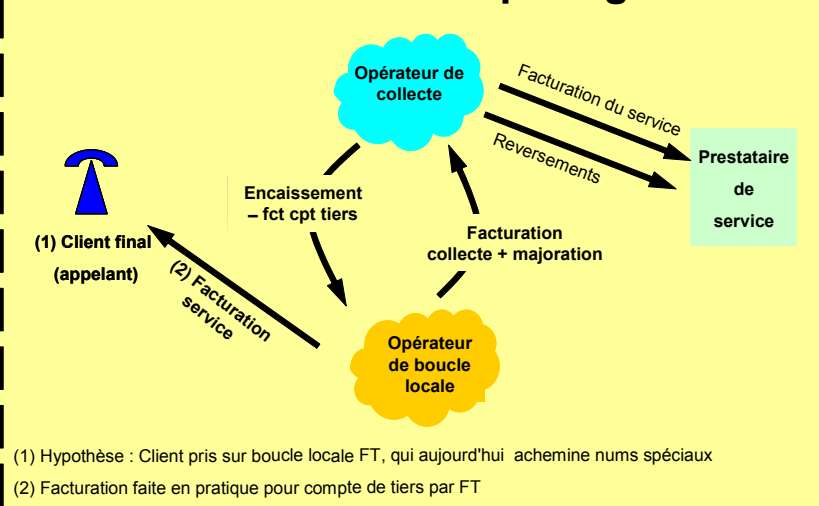 Opérateur de
collecte
Facturation du service
Reversements
Prestataire
de
service
Encaissement
– fct cpt tiers
Facturation
collecte + majoration
(1) Client final
(appelant)
(2) Facturation
service
Opérateur
de boucle
locale
(1) Hypothèse : Client pris sur boucle locale FT, qui aujourd'hui achemine nums spéciaux
(2) Facturation faite en pratique pour compte de tiers par FT